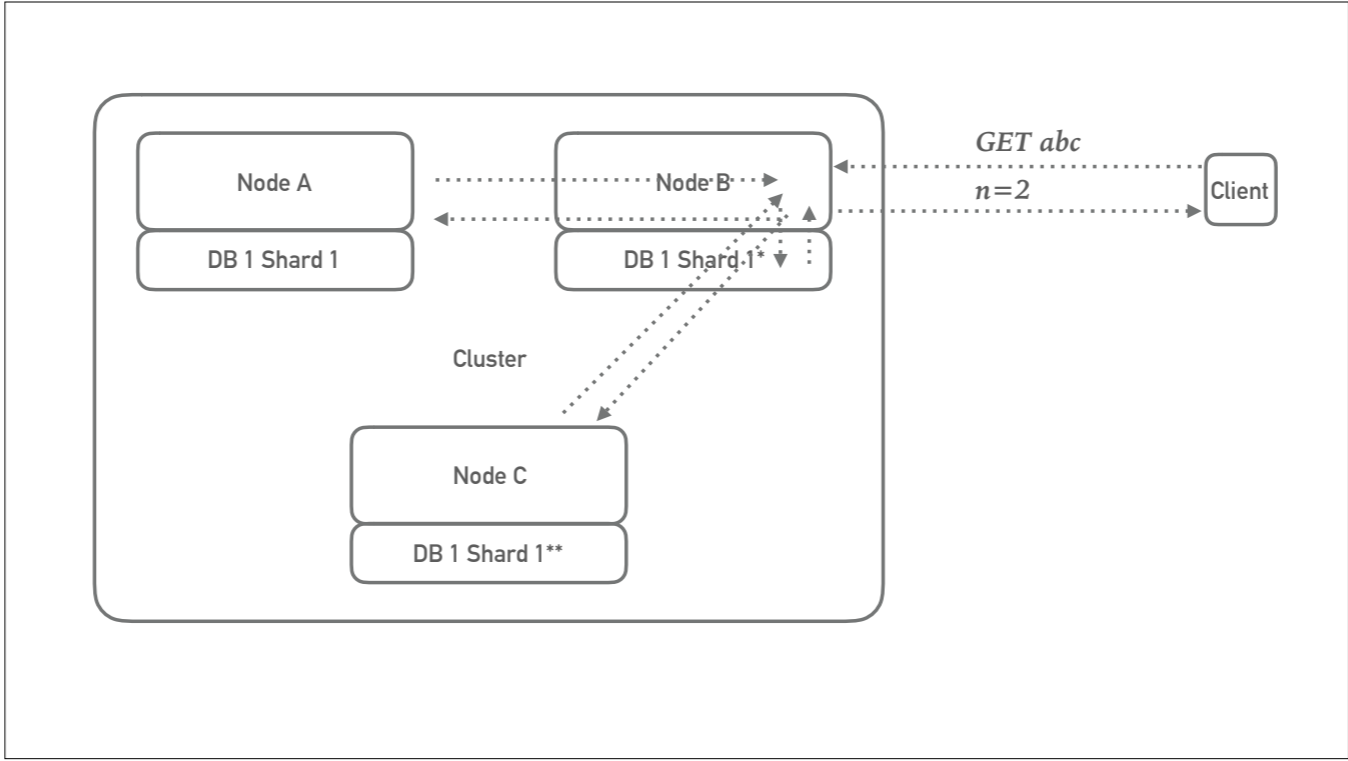 GET abc
Node A
Node B
n=2
Client
DB 1 Shard 1
DB 1 Shard 1*
Cluster
Node C
DB 1 Shard 1**